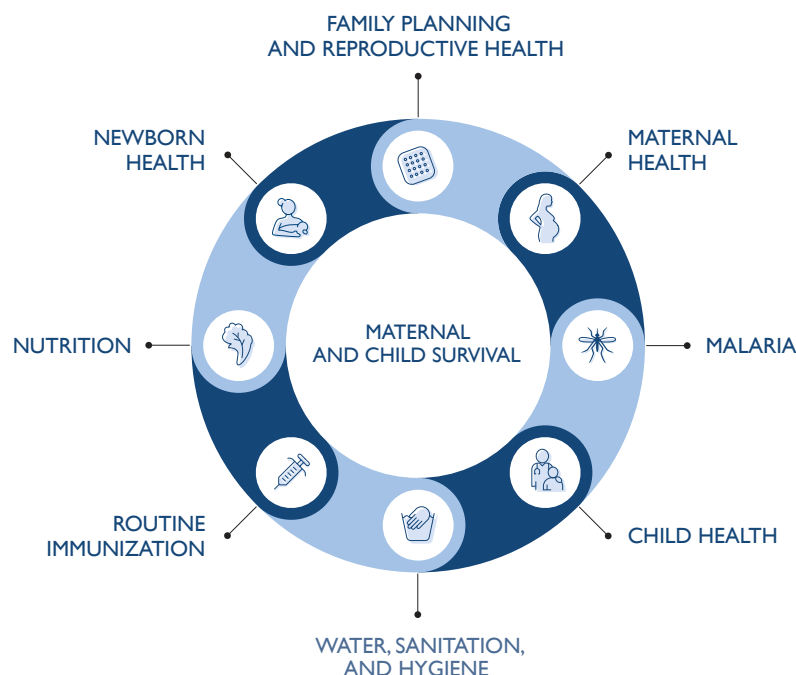 FAMILY PLANNING
AND REPRODUCTIVE HEALTH
NEWBORN
HEALTH
MATERNAL
HEALTH
NUTRITION
MATERNAL
AND CHILD SURVIVAL
MALARIA
ROUTINE
IMMUNIZATION
CHILD HEALTH
WATER, SANITATION,
AND HYGIENE